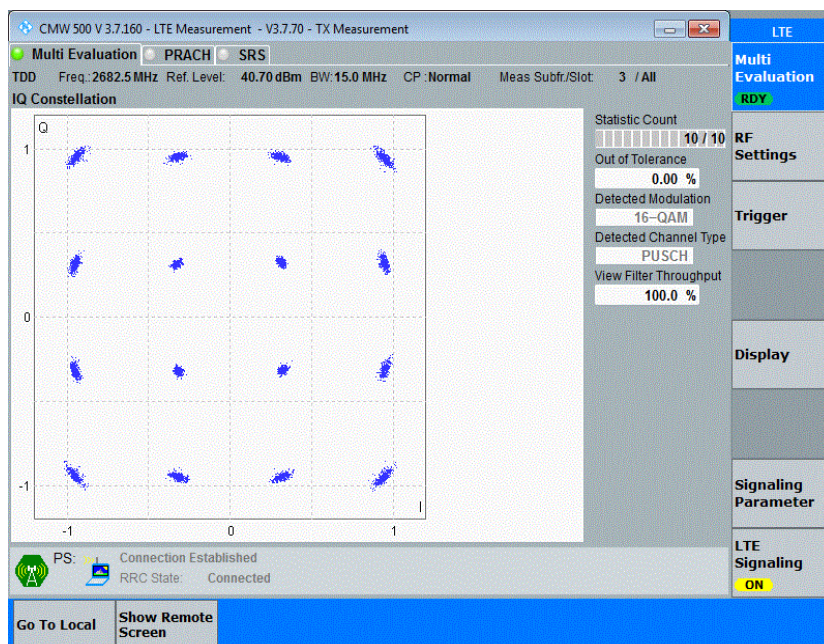 CMW 500 V 3.7.160 - LTE Measurement - V3.7.70 - TX Measurement
LTE
Multi Evaluation PRACH SRS
TDD Freq.: 2682.5 MHz Ref. Level: 40.70 dBm BW: 15.0 MHz CP : Normal Meas Subfr./Slot: 3 / All
IQ Constellation
Q
1
0
-1
-1
0
1
I
Statistic Count
10 / 10
Out of Tolerance
0.00 %
Detected Modulation
16-QAM
Detected Channel Type
PUSCH
View Filter Throughput
100.0 %
Multi
Evaluation
RDY
RF
Settings
Trigger
Display
Signaling
Parameter
LTE
Signaling
ON
PS: Connection Established
RRC State: Connected
Go To Local
Show Remote
Screen